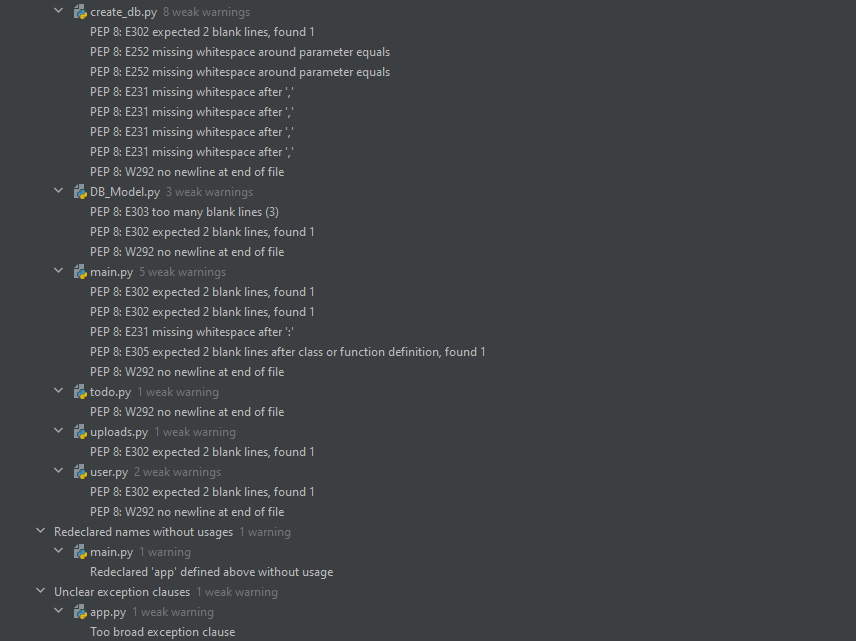 create_db.py 8 weak warnings
PEP 8: E302 expected 2 blank lines, found 1
PEP 8: E252 missing whitespace around parameter equals
PEP 8: E252 missing whitespace around parameter equals
PEP 8: E231 missing whitespace after ','
PEP 8: E231 missing whitespace after ','
PEP 8: E231 missing whitespace after ','
PEP 8: E231 missing whitespace after ','
PEP 8: W292 no newline at end of file
DB_Model.py 3 weak warnings
PEP 8: E303 too many blank lines (3)
PEP 8: E302 expected 2 blank lines, found 1
PEP 8: W292 no newline at end of file
main.py 5 weak warnings
PEP 8: E302 expected 2 blank lines, found 1
PEP 8: E302 expected 2 blank lines, found 1
PEP 8: E231 missing whitespace after ':'
PEP 8: E305 expected 2 blank lines after class or function definition, found 1
PEP 8: W292 no newline at end of file
todo.py 1 weak warning
PEP 8: W292 no newline at end of file
uploads.py 1 weak warning
PEP 8: E302 expected 2 blank lines, found 1
user.py 2 weak warnings
PEP 8: E302 expected 2 blank lines, found 1
PEP 8: W292 no newline at end of file
Redeclared names without usages 1 warning
main.py 1 warning
Redeclared 'app' defined above without usage
Unclear exception clauses 1 weak warning
app.py 1 weak warning
Too broad exception clause